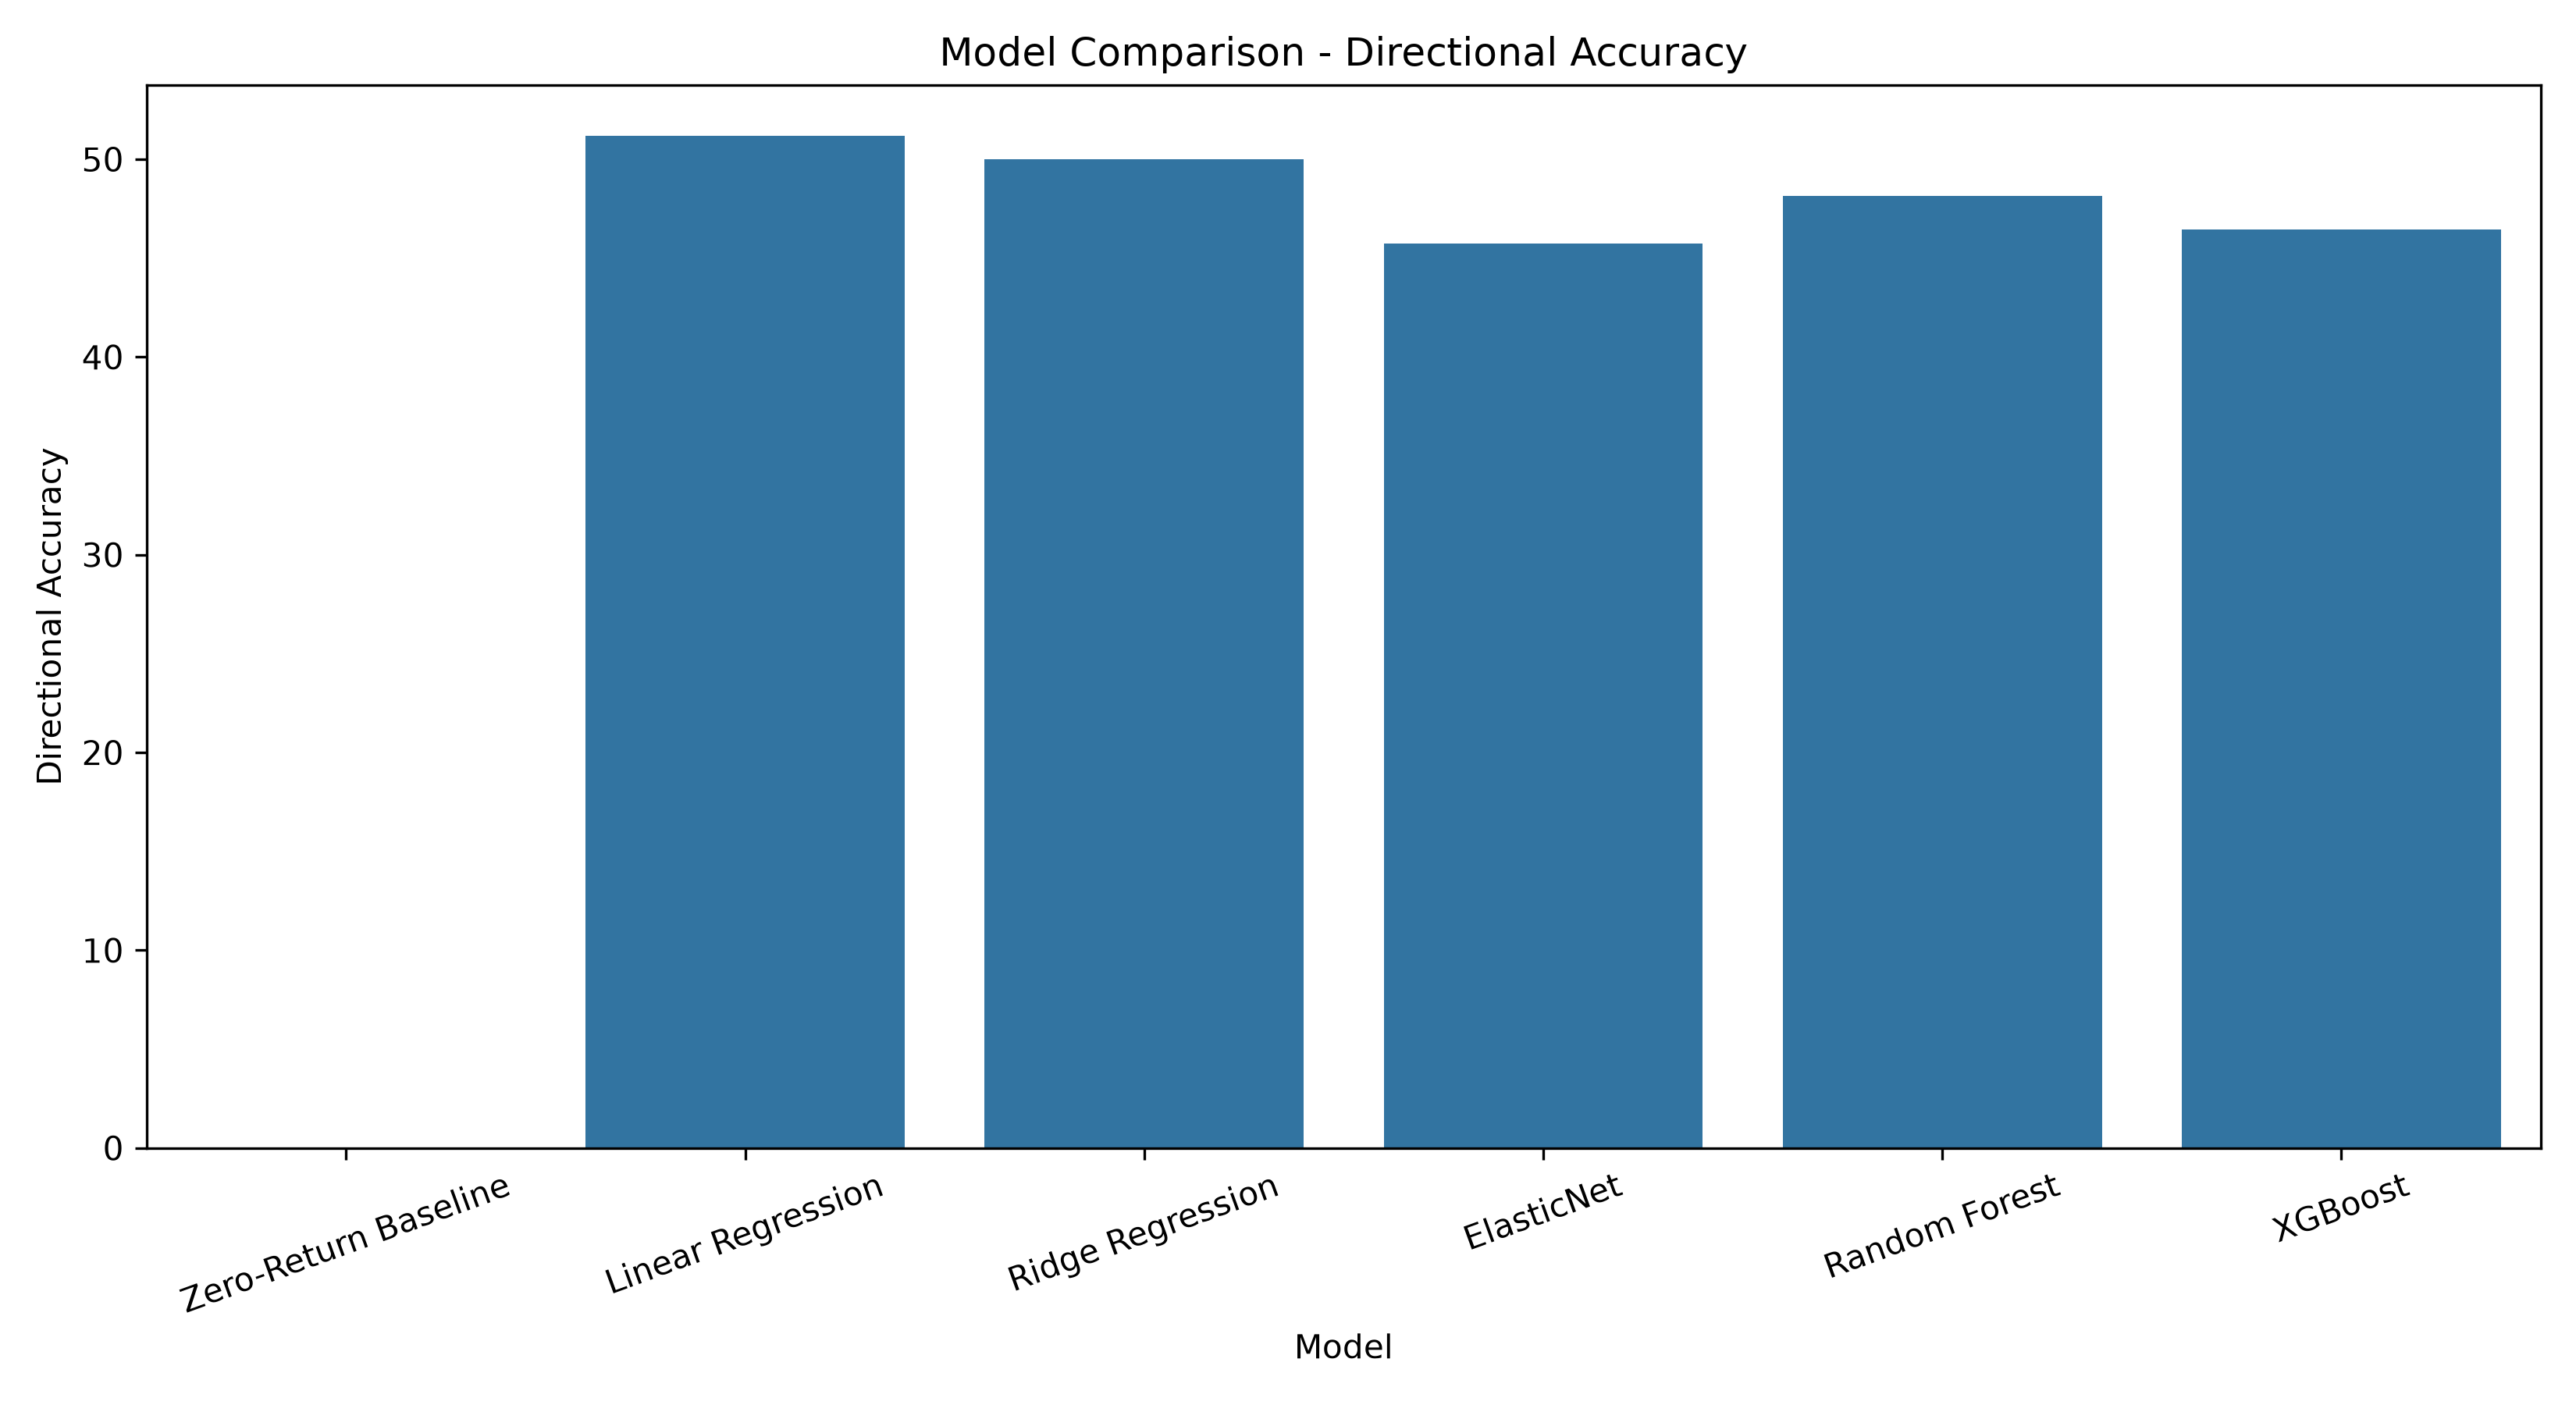 Model Comparison - Directional Accuracy
Directional Accuracy
50
40
30
20
10
0
Zero-Return Baseline
Linear Regression
Ridge Regression
ElasticNet
Random Forest
XGBoost
Model